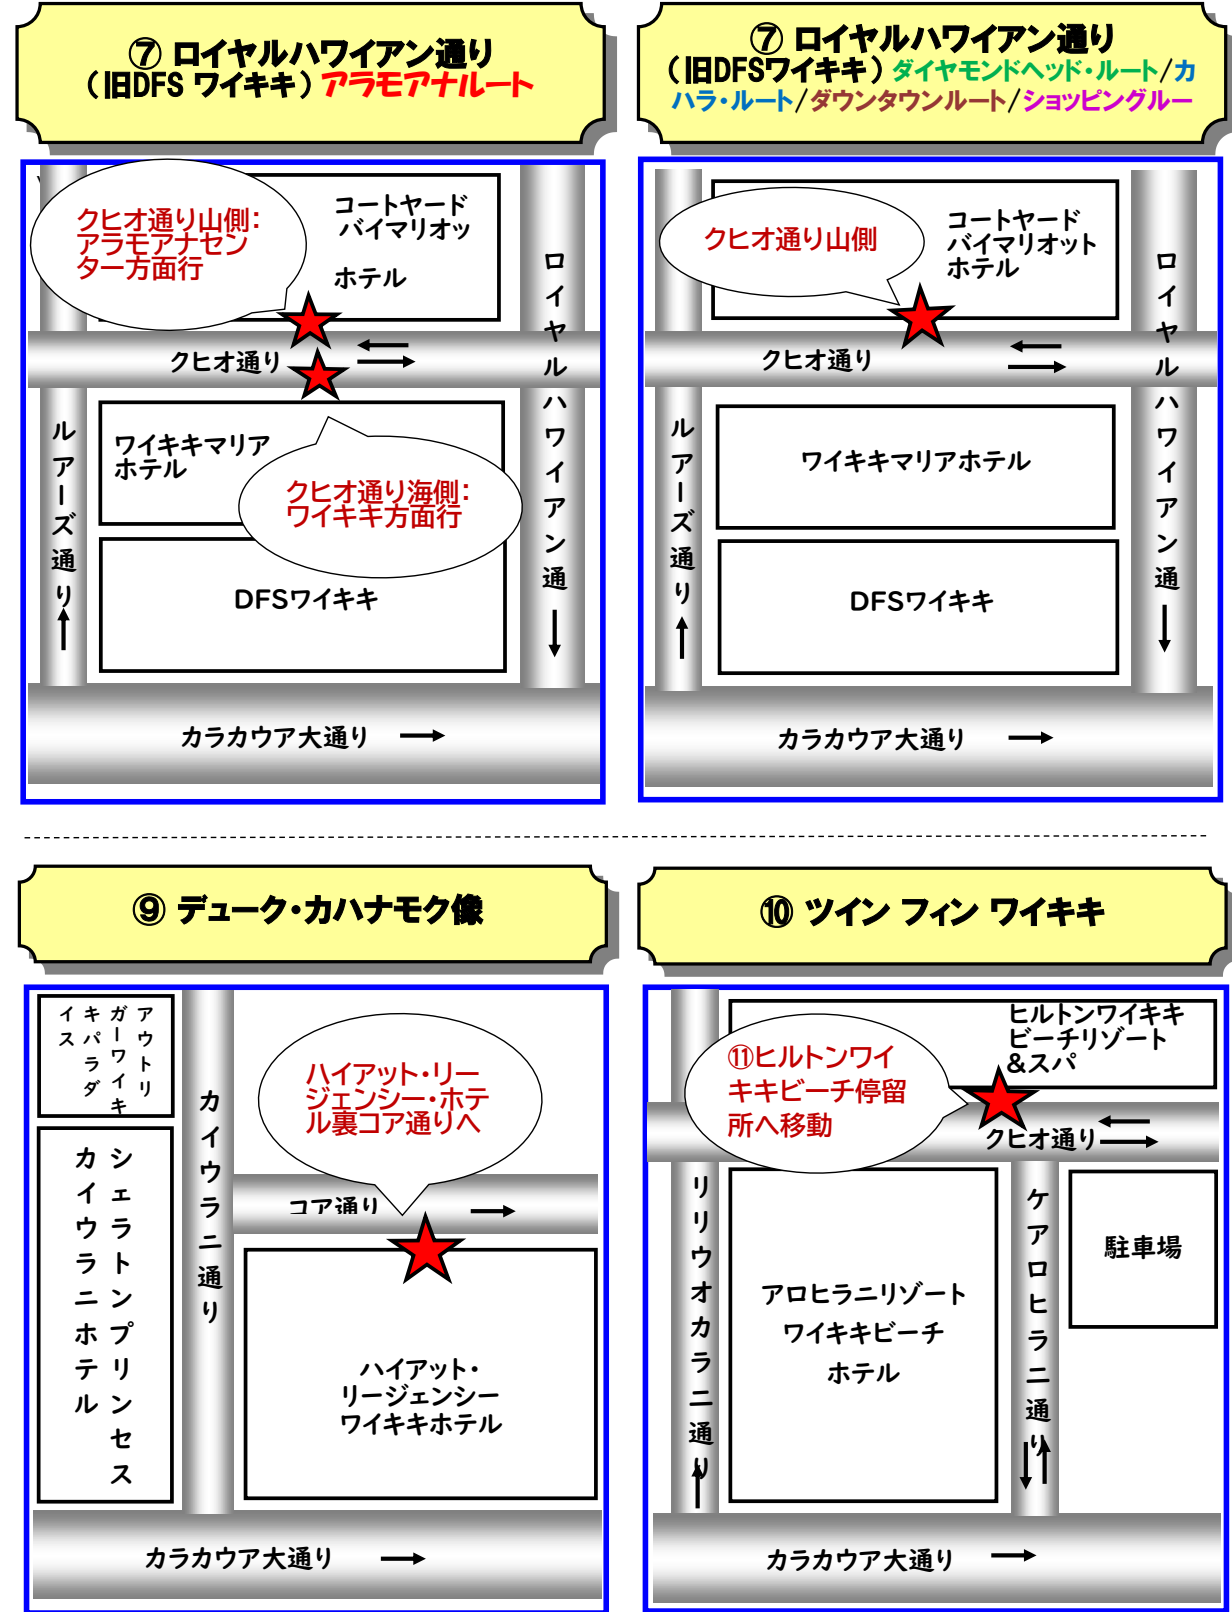 ⑦ ロイヤルハワイアン通り
(旧DFS ワイキキ) アラモアナルート
クヒオ通り山側:
アラモアナセン
ター方面行
コートヤード
バイマリオッ
ホテル
クヒオ通り
ワイキキマリア
ホテル
クヒオ通り海側:
ワイキキ方面行
DFSワイキキ
ルアーズ通り
ロイヤルハワイアン通
カラカウア大通り
⑦ ロイヤルハワイアン通り
(旧DFSワイキキ) ダイヤモンドヘッド・ルート/カ
ハラ・ルート/ダウンタウンルート/ショッピングルー
クヒオ通り山側
コートヤード
バイマリオット
ホテル
クヒオ通り
ワイキキマリアホテル
DFSワイキキ
ルアーズ通り
ロイヤルハワイアン通
カラカウア大通り
⑨ デューク・カハナモク像
アウトリ
ガーワイキ
キパラダ
イス
シェラトンプリンセス
カイウラニホテル
カイウラニ通り
ハイアット・リー
ジェンシー・ホテ
ル裏コア通りへ
コア通り
ハイアット・
リージェンシー
ワイキキホテル
カラカウア大通り
⑩ ツイン フィン ワイキキ
ヒルトンワイキキ
ビーチリゾート
&スパ
⑪ヒルトンワイ
キキビーチ停留
所へ移動
クヒオ通り
リリウオカラニ通り
アロヒラニリゾート
ワイキキビーチ
ホテル
ケアロヒラニ通り
駐車場
カラカウア大通り